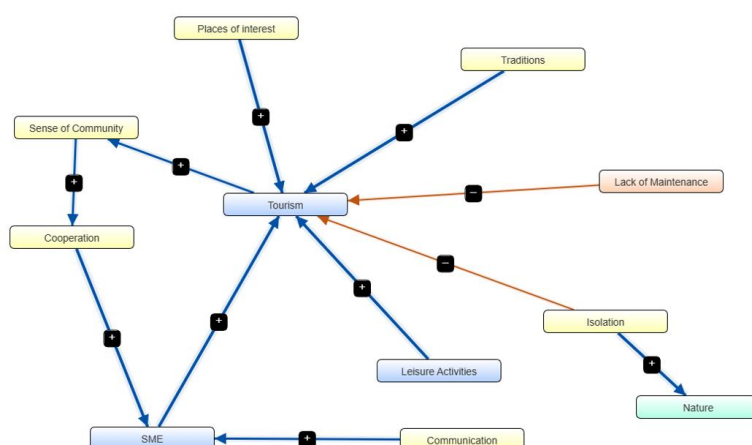 Places of interest
+
Traditions
+
Sense of Community
+
+
Lack of Maintenance
−
Tourism
Cooperation
−
+
+
+
Isolation
+
Leisure Activities
Nature
SME
+
Communication